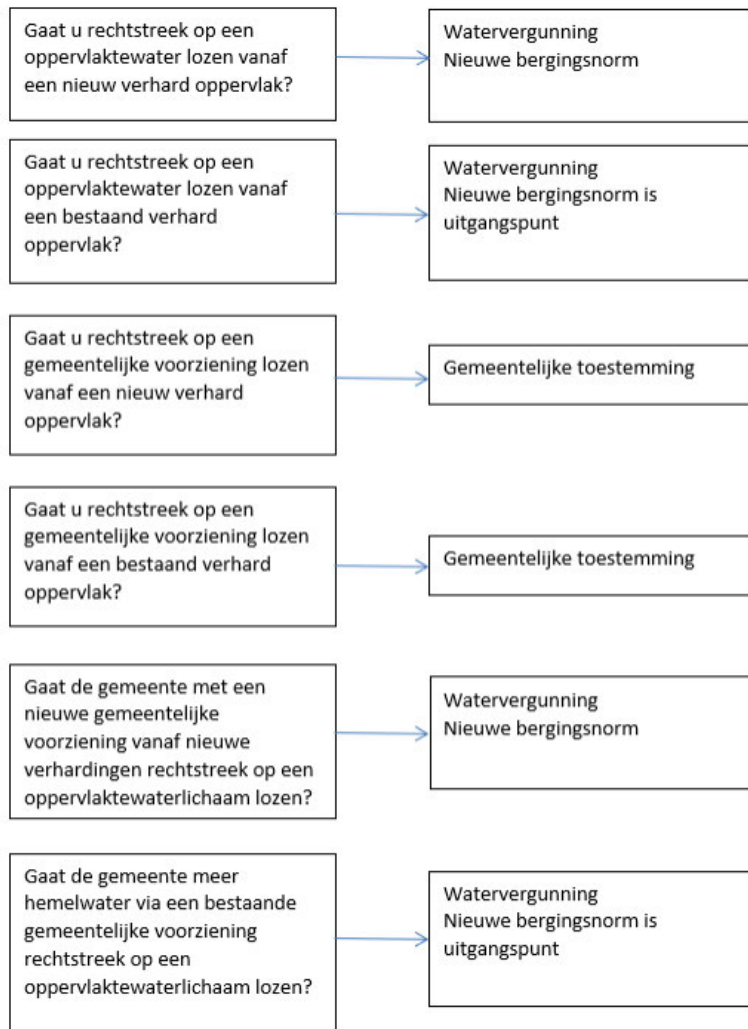 Gaat u rechtstreek op een
oppervlaktewater lozen vanaf
een nieuw verhard oppervlak?
Watervergunning
Nieuwe bergingsnorm
Gaat u rechtstreek op een
oppervlaktewater lozen vanaf
een bestaand verhard
oppervlak?
Watervergunning
Nieuwe bergingsnorm is
uitgangspunt
Gaat u rechtstreek op een
gemeentelijke voorziening lozen
vanaf een nieuw verhard
oppervlak?
Gemeentelijke toestemming
Gaat u rechtstreek op een
gemeentelijke voorziening lozen
vanaf een bestaand verhard
oppervlak?
Gemeentelijke toestemming
Gaat de gemeente met een
nieuwe gemeentelijke
voorziening vanaf nieuwe
verhardingen rechtstreek op een
oppervlaktewaterlichaam lozen?
Watervergunning
Nieuwe bergingsnorm
Gaat de gemeente meer
hemelwater via een bestaande
gemeentelijke voorziening
rechtstreek op een
oppervlaktewaterlichaam lozen?
Watervergunning
Nieuwe bergingsnorm is
uitgangspunt